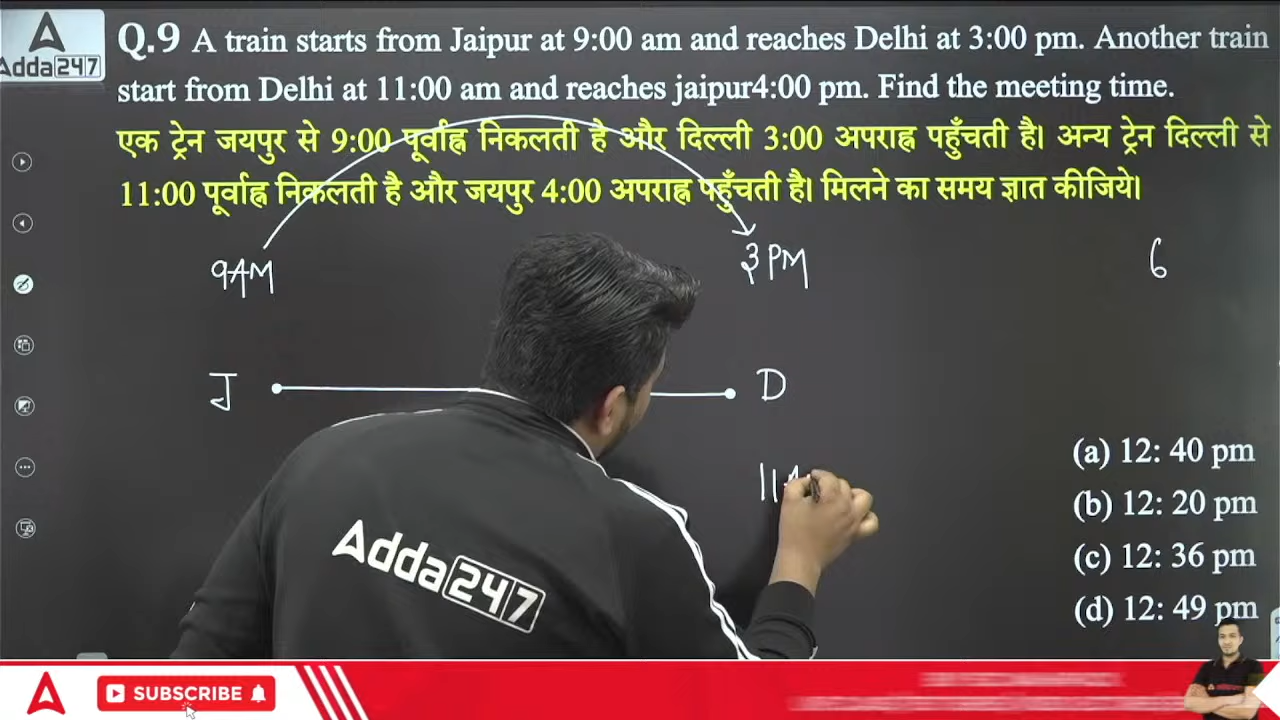 Adda247
Q.9 A train starts from Jaipur at 9:00 am and reaches Delhi at 3:00 pm. Another train
start from Delhi at 11:00 am and reaches jaipur4:00 pm. Find the meeting time.
एक ट्रेन जयपुर से 9:00 पूर्वाह्न निकलती है और दिल्ली 3:00 अपराह्न पहुँचती है। अन्य ट्रेन दिल्ली से
11:00 पूर्वाह्न निकलती है और जयपुर 4:00 अपराह्न पहुँचती है। मिलने का समय ज्ञात कीजिये।
9AM 3PM 6
J D
11A
(a) 12: 40 pm
(b) 12: 20 pm
(c) 12: 36 pm
(d) 12: 49 pm
Adda247
SUBSCRIBE